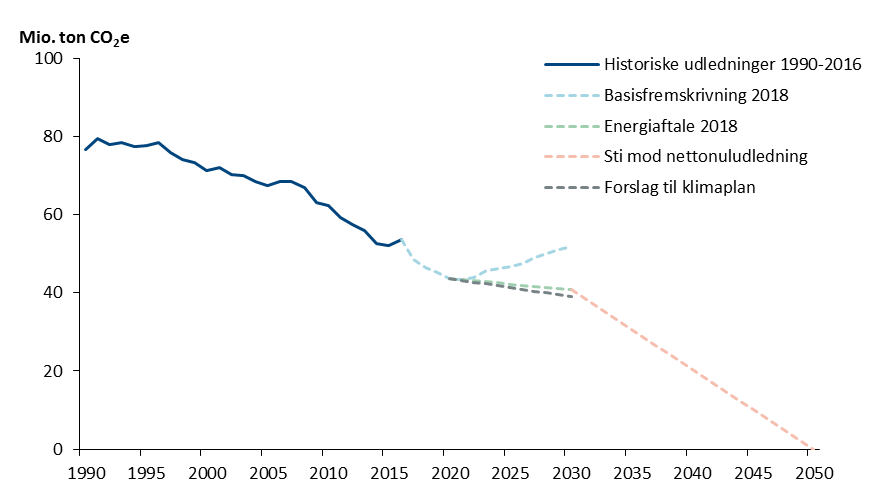 Mio. ton CO₂e
100
80
60
40
20
0
1990 1995 2000 2005 2010 2015 2020 2025 2030 2035 2040 2045 2050
Historiske udledninger 1990-2016
Basisfremskrivning 2018
Energiaftale 2018
Sti mod nettonuludledning
Forslag til klimaplan